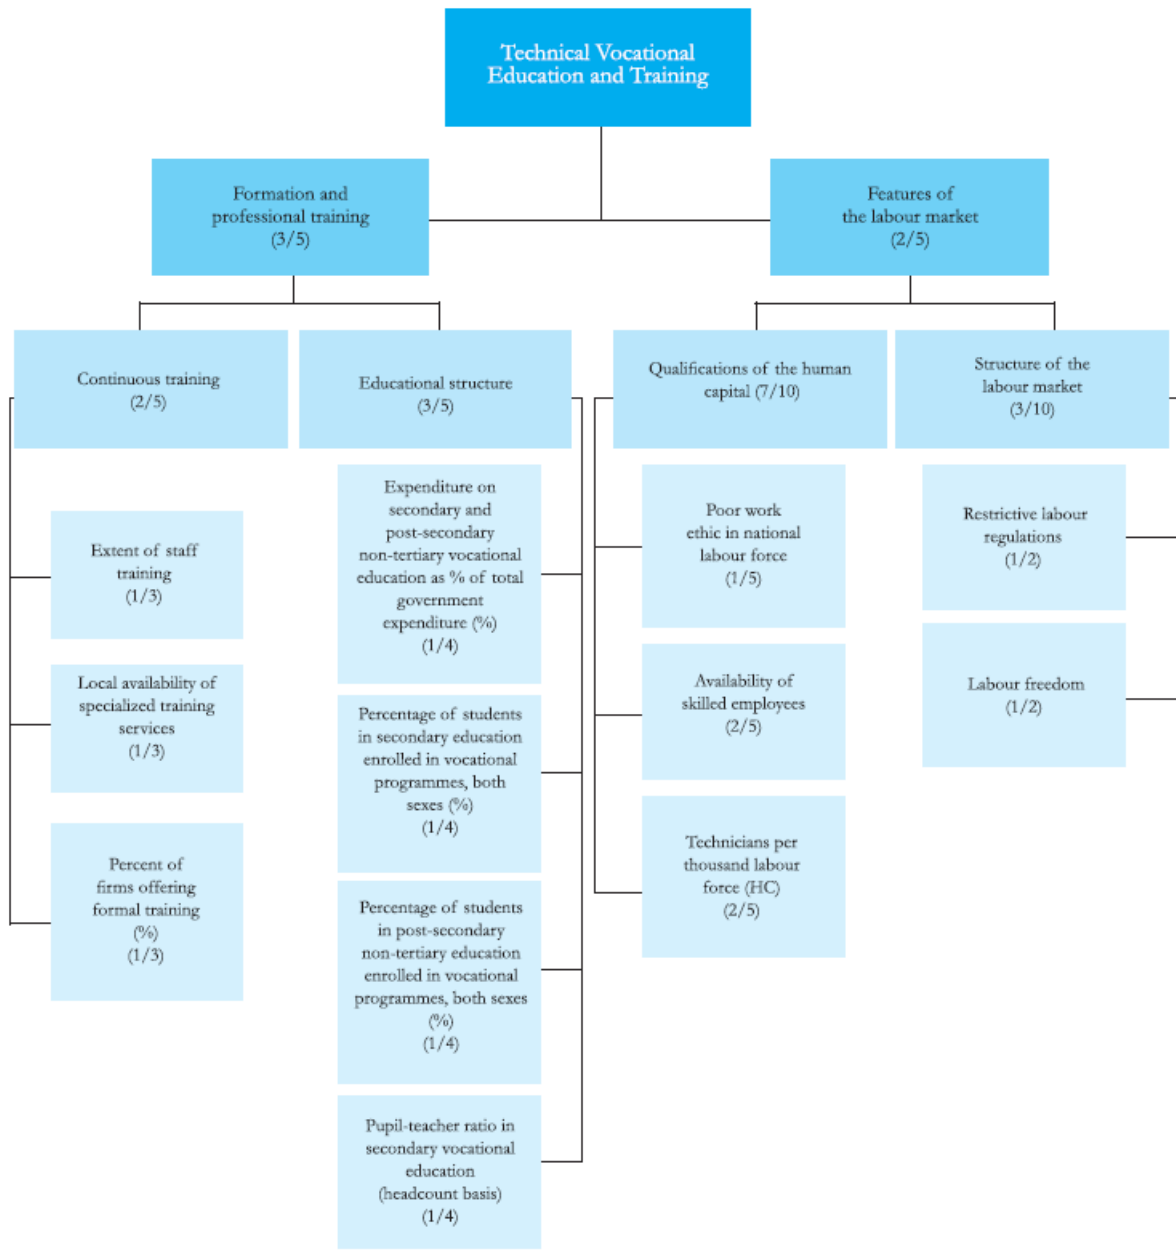 Technical Vocational
Education and Training
Formation and
professional training
(3/5)
Features of
the labour market
(2/5)
Continuous training
(2/5)
Educational structure
(3/5)
Qualifications of the human
capital (7/10)
Structure of the
labour market
(3/10)
Extent of staff
training
(1/3)
Local availability of
specialized training
services
(1/3)
Percent of
firms offering
formal training
(%)
(1/3)
Expenditure on
secondary and
post-secondary
non-tertiary vocational
education as % of total
government
expenditure (%)
(1/4)
Percentage of students
in secondary education
enrolled in vocational
programmes, both
sexes (%)
(1/4)
Percentage of students
in post-secondary
non-tertiary education
enrolled in vocational
programmes, both sexes
(%)
(1/4)
Pupil-teacher ratio in
secondary vocational
education
(headcount basis)
(1/4)
Poor work
ethic in national
labour force
(1/5)
Availability of
skilled employees
(2/5)
Technicians per
thousand labour
force (HC)
(2/5)
Restrictive labour
regulations
(1/2)
Labour freedom
(1/2)